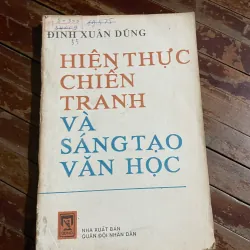 ĐINH XUÂN DŨNG
HIỆN THỰC
CHIẾN
TRANH
VÀ
SÁNG TẠO
VĂN HỌC
NHÀ XUẤT BẢN
QUÂN ĐỘI NHÂN DÂN